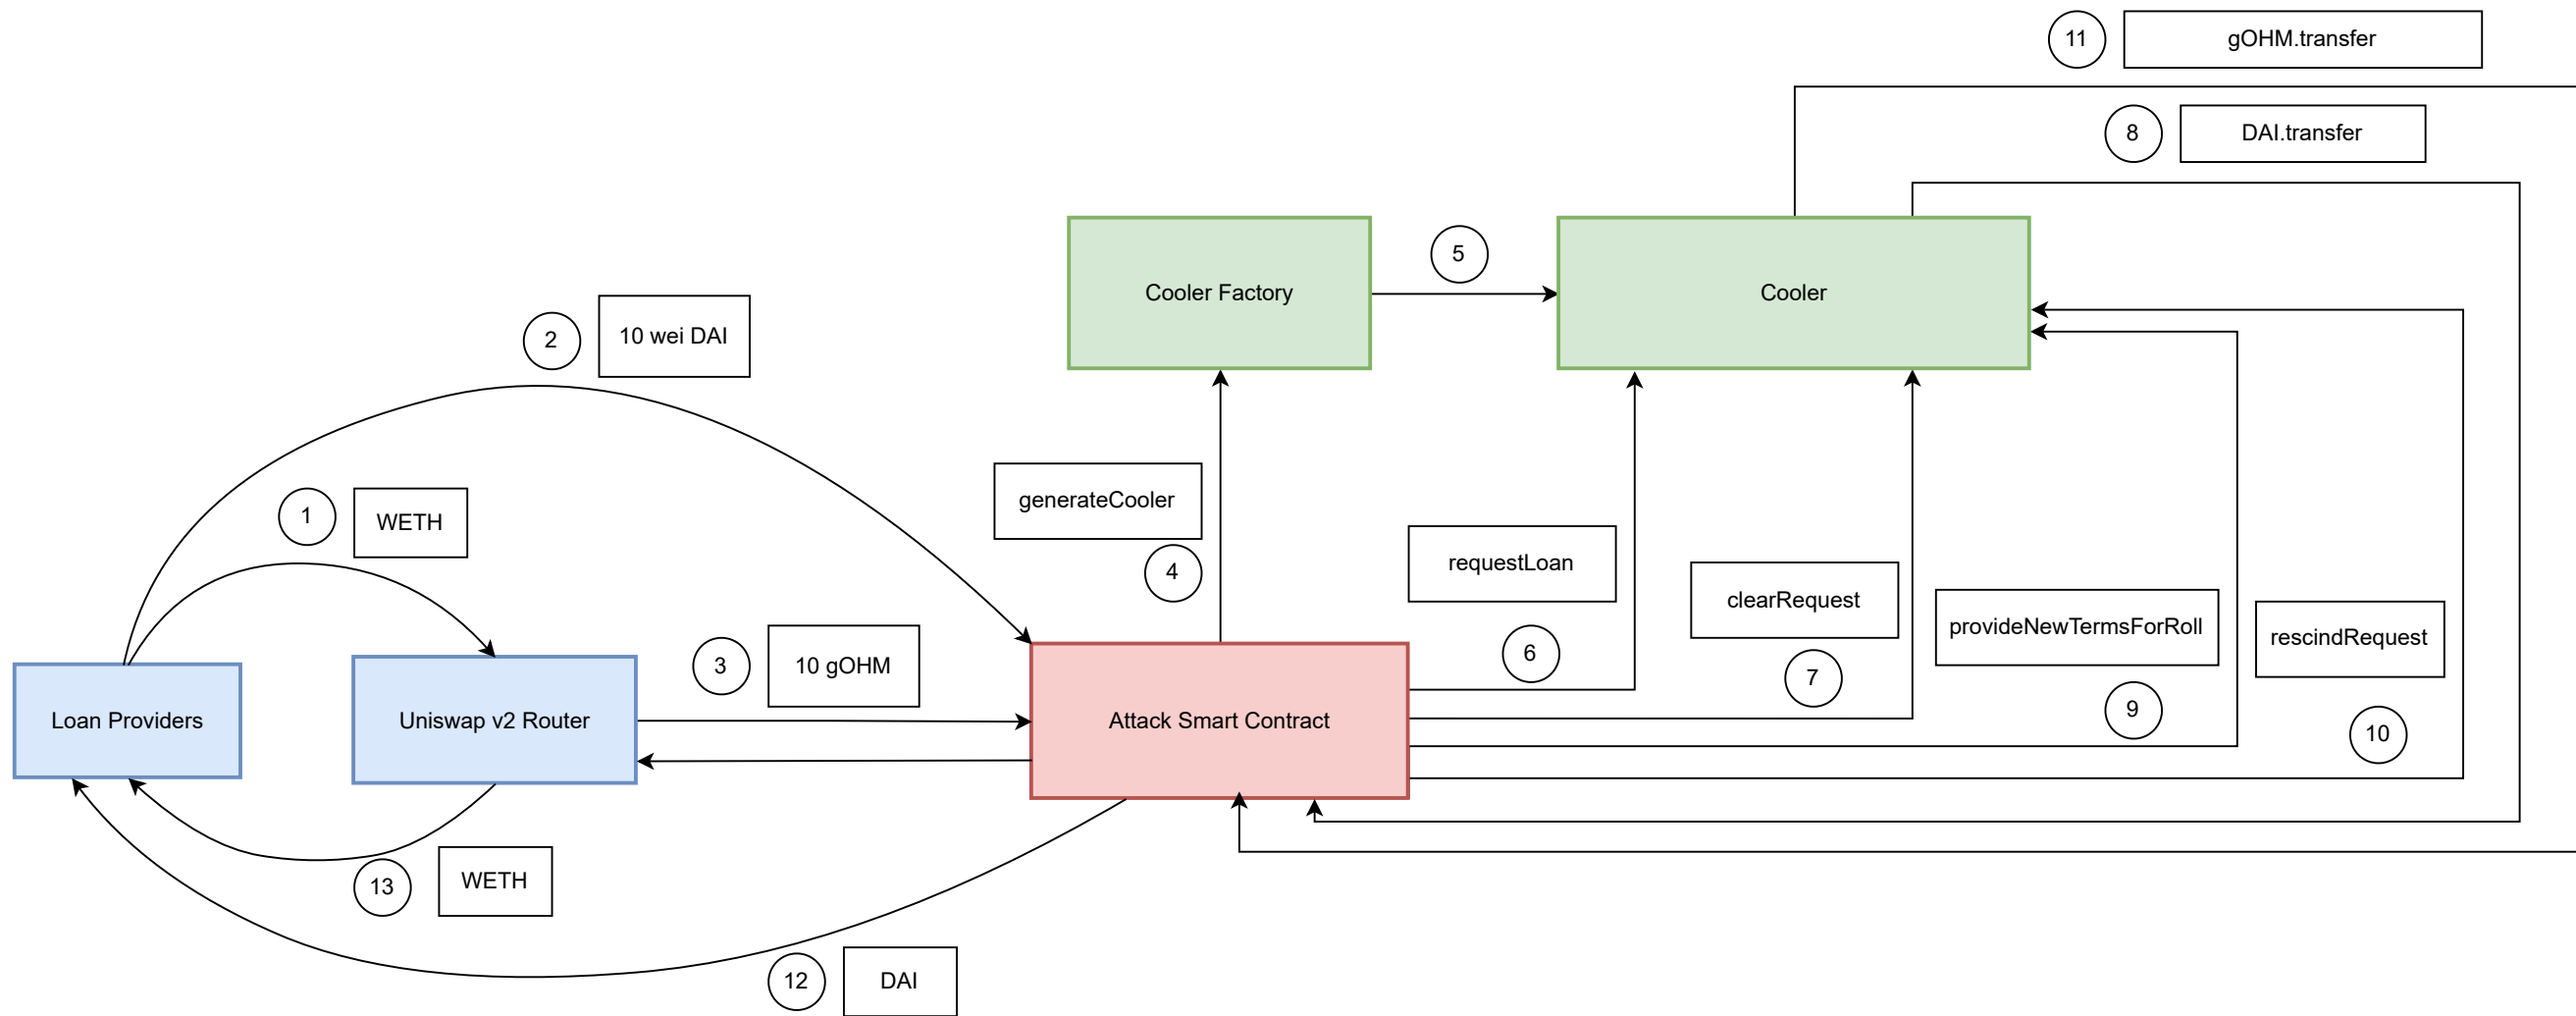 11
gOHM.transfer
8
DAI.transfer
Cooler Factory
5
Cooler
2
10 wei DAI
1
WETH
generateCooler
4
requestLoan
6
clearRequest
7
provideNewTermsForRoll
9
rescindRequest
10
3
10 gOHM
Loan Providers
Uniswap v2 Router
Attack Smart Contract
13
WETH
12
DAI